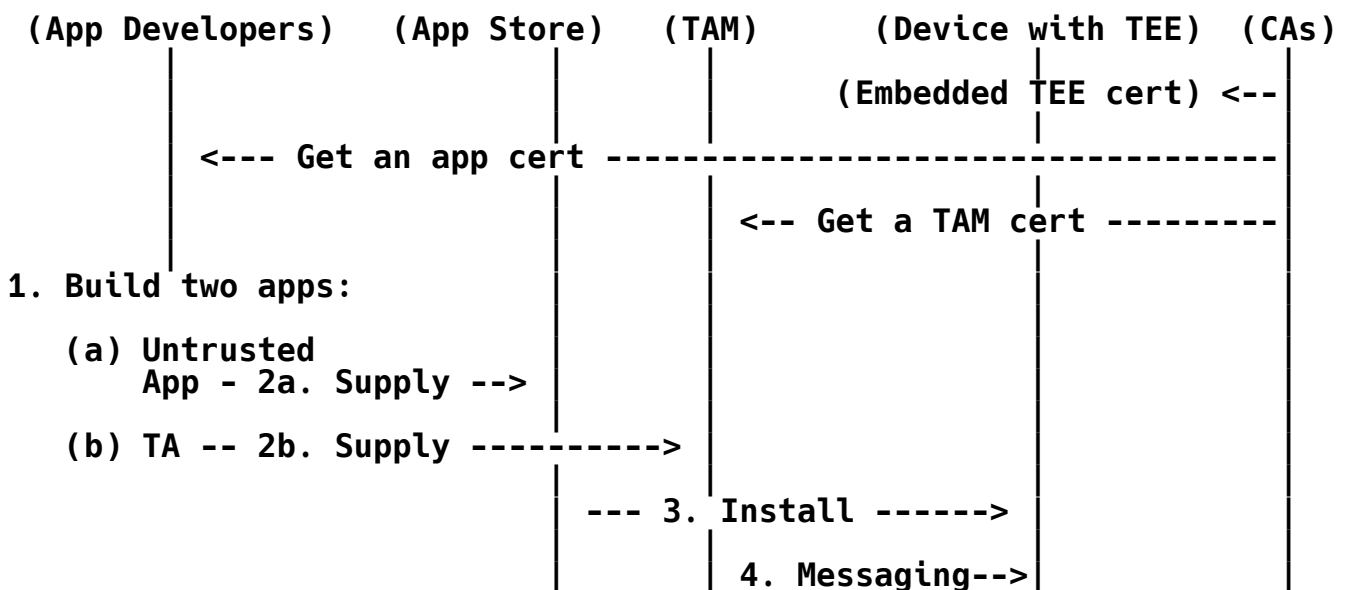 (App Developers) (App Store) (TAM) (Device with TEE) (CAs)
(Embedded TEE cert) <--
<--- Get an app cert -----------------------------------
<-- Get a TAM cert ---------
1. Build two apps:
(a) Untrusted
App - 2a. Supply -->
(b) TA -- 2b. Supply ---------->
--- 3. Install ------>
4. Messaging-->